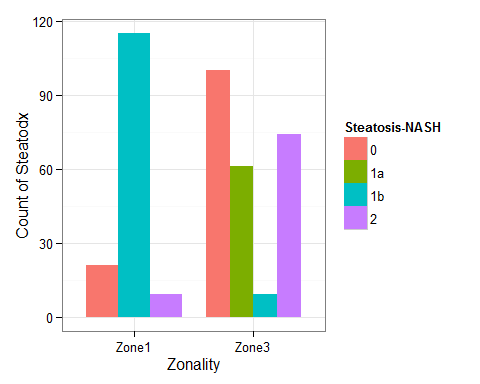 120
90
60
30
0
Count of Steatodx
Zone1
Zone3
Zonality
Steatosis-NASH
0
1a
1b
2